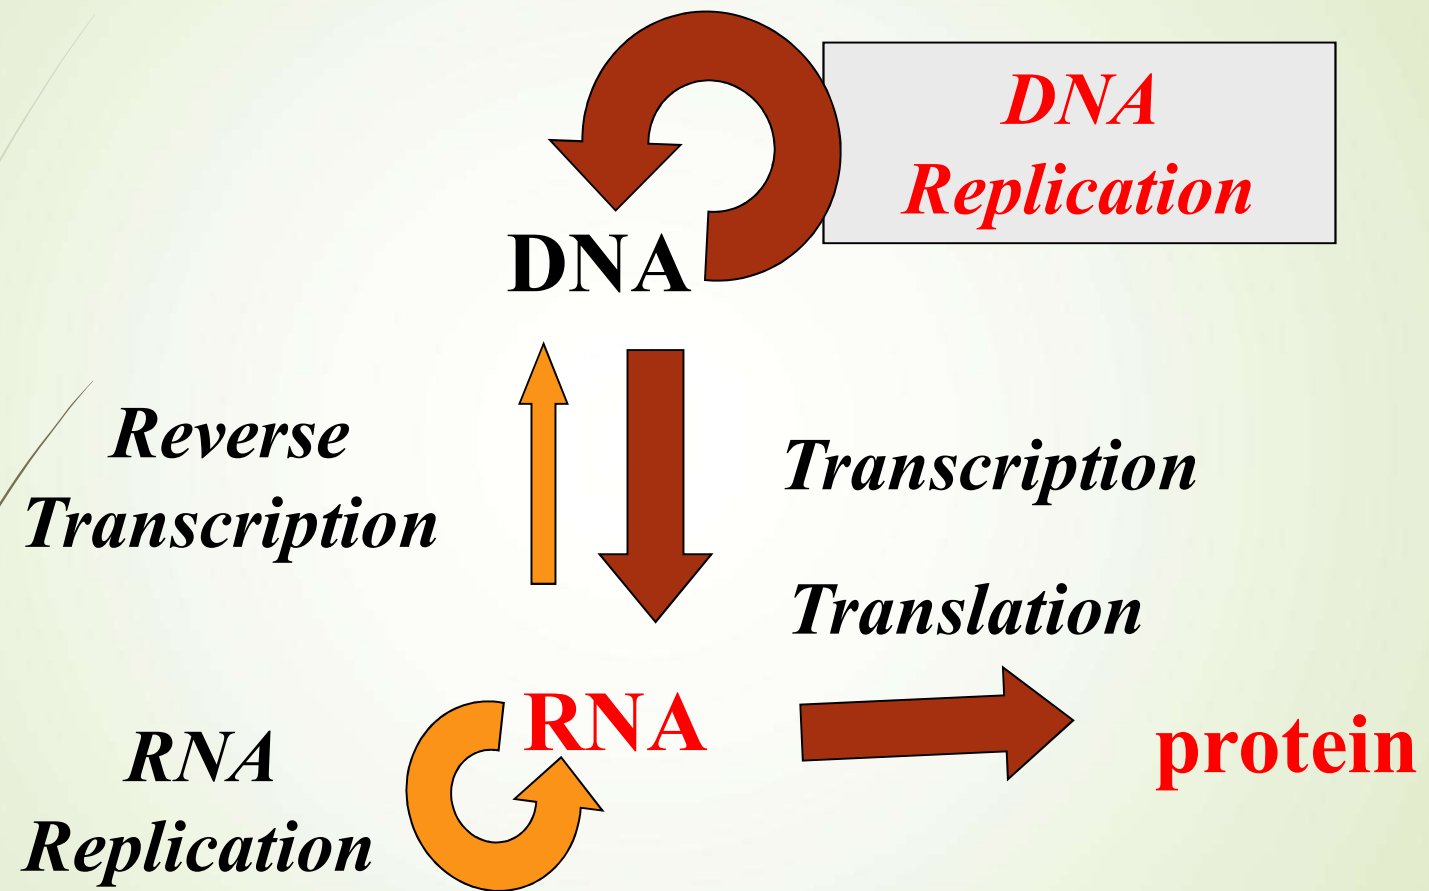 DNA
Replication
DNA
Reverse
Transcription
Transcription
Translation
RNA
protein
RNA
Replication